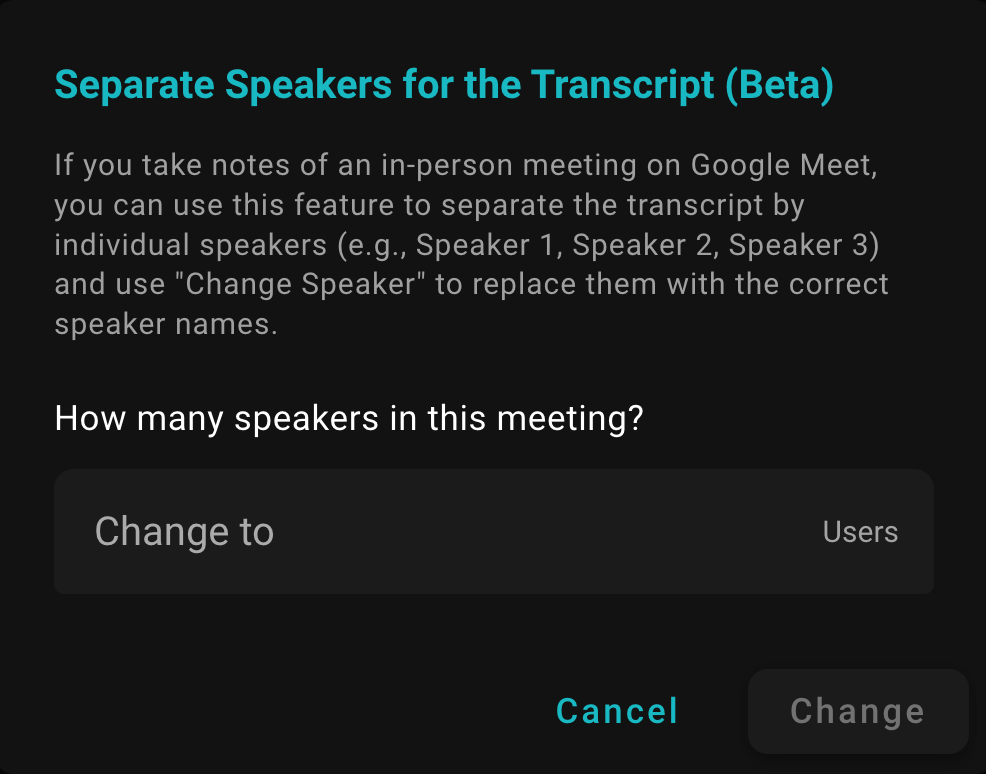 Separate Speakers for the Transcript (Beta)
If you take notes of an in-person meeting on Google Meet,
you can use this feature to separate the transcript by
individual speakers (e.g., Speaker 1, Speaker 2, Speaker 3)
and use "Change Speaker" to replace them with the correct
speaker names.
How many speakers in this meeting?
Change to
Users
Cancel
Change